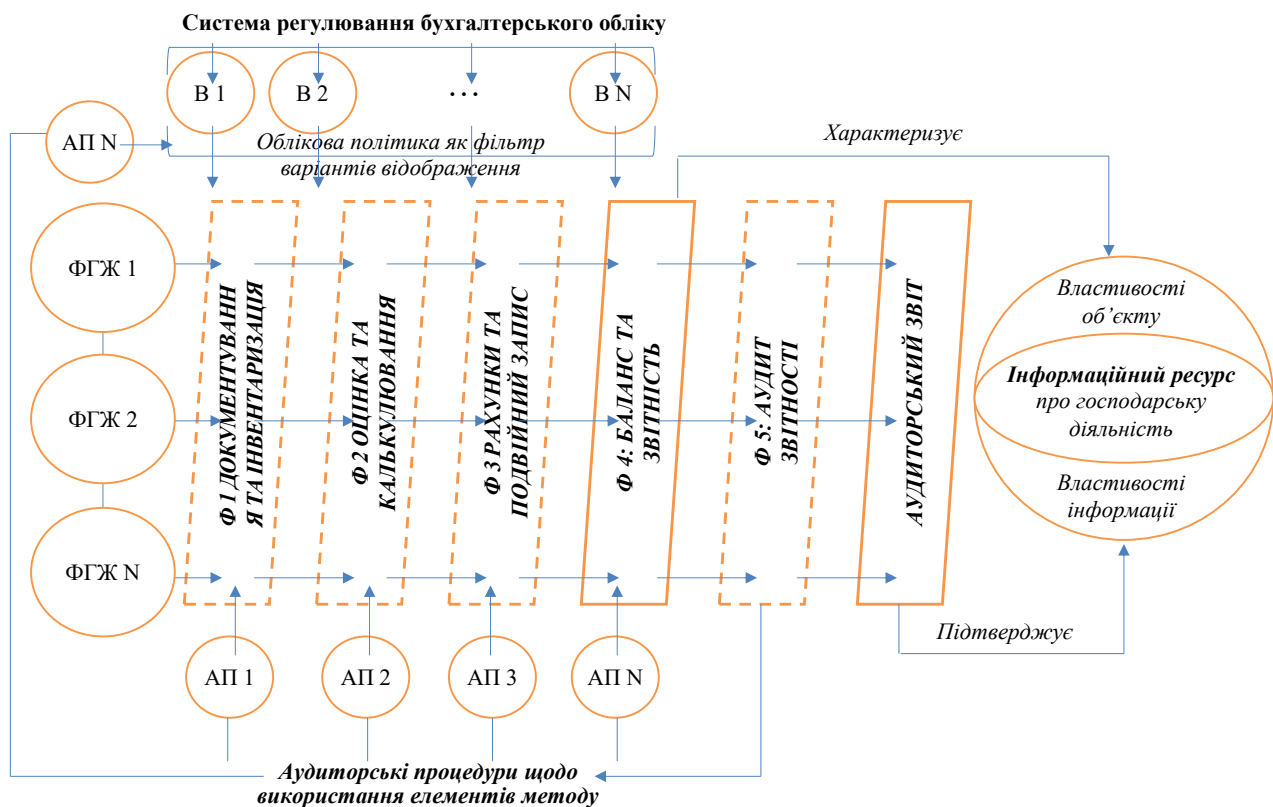 Система регулювання бухгалтерського обліку
В 1
В 2
...
В N
АП N
Облікова політика як фільтр
варіантів відображення
Характеризує
ФГЖ 1
ФГЖ 2
ФГЖ N
Ф 1 ДОКУМЕНТУВАНН
Я ТА ІНВЕНТАРИЗАЦІЯ
Ф 2 ОЦІНКА ТА
КАЛЬКУЛЮВАННЯ
Ф 3 РАХУНКИ ТА
ПОДВІЙНИЙ ЗАПИС
Ф 4: БАЛАНС ТА
ЗВІТНІСТЬ
Ф 5: АУДИТ
ЗВІТНОСТІ
АУДИТОРСЬКИЙ ЗВІТ
Властивості
об’єкту
Інформаційний ресурс
про господарську
діяльність
Властивості
інформації
Підтверджує
АП 1
АП 2
АП 3
АП N
Аудиторські процедури щодо
використання елементів методу